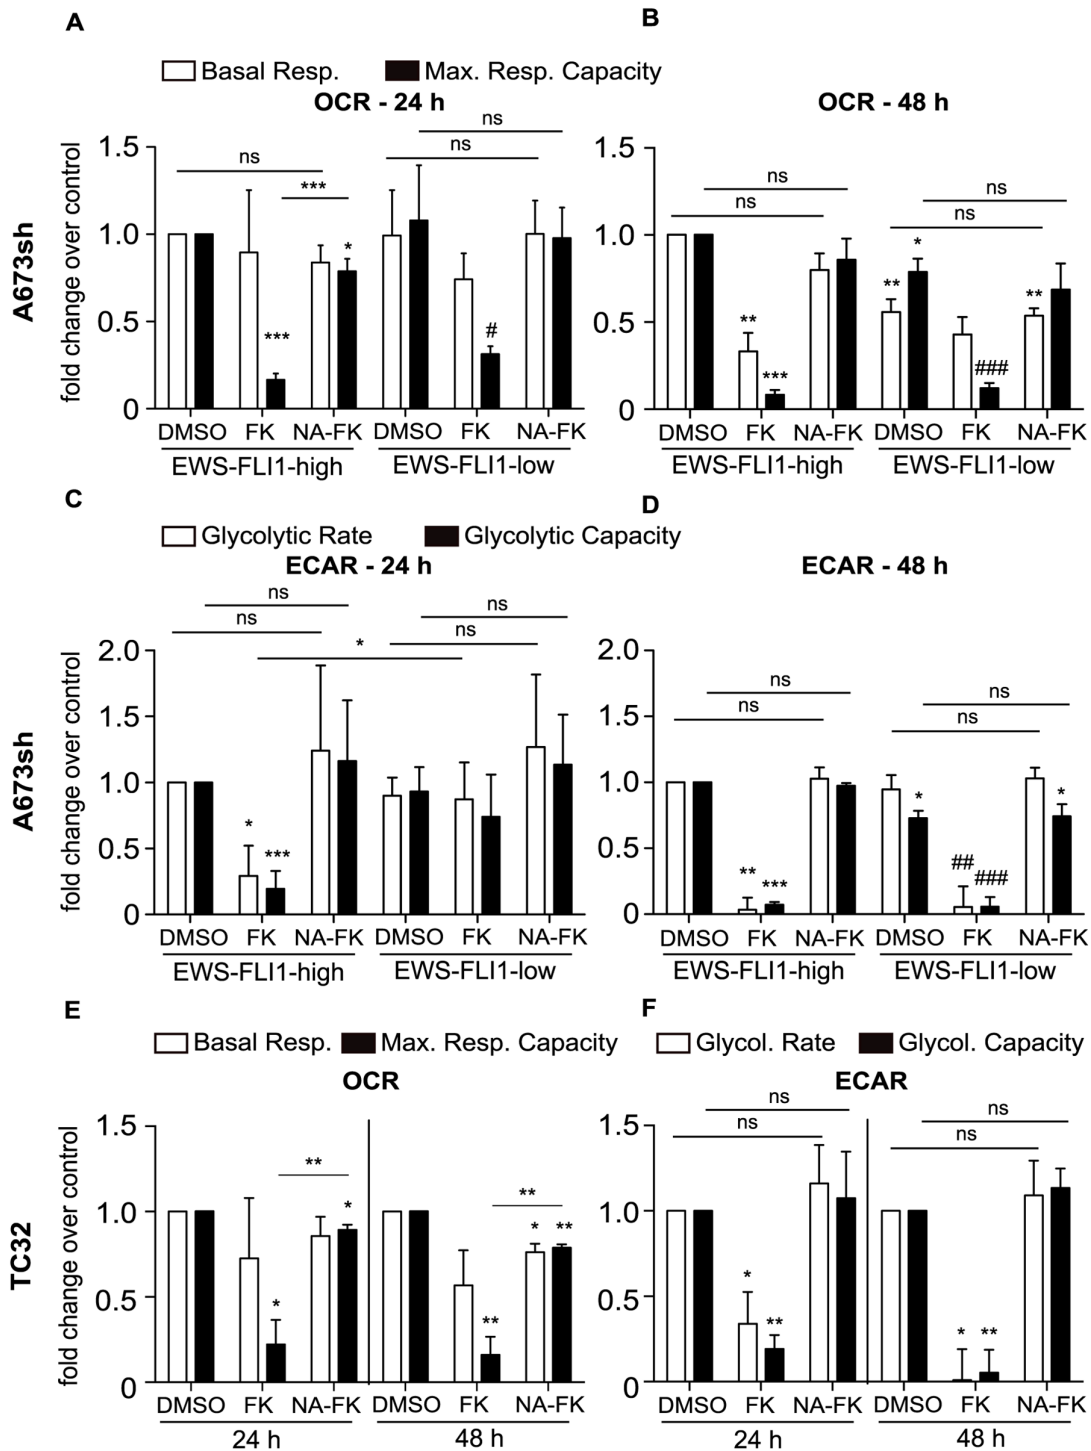 A
B
Basal Resp. Max. Resp. Capacity
OCR - 24 h
OCR - 48 h
A673sh
fold change over control
1.5
1.0
0.5
0
ns
***
ns
ns
***
*
#
DMSO FK NA-FK DMSO FK NA-FK
EWS-FLI1-high EWS-FLI1-low
1.5
1.0
0.5
0
ns
ns
ns
ns
**
***
**
*
###
**
DMSO FK NA-FK DMSO FK NA-FK
EWS-FLI1-high EWS-FLI1-low
C
D
Glycolytic Rate Glycolytic Capacity
ECAR - 24 h
ECAR - 48 h
A673sh
fold change over control
2.0
1.5
1.0
0.5
0
ns
ns
*
ns
ns
*
***
DMSO FK NA-FK DMSO FK NA-FK
EWS-FLI1-high EWS-FLI1-low
2.0
1.5
1.0
0.5
0
ns
ns
ns
ns
**
***
*
##
###
*
DMSO FK NA-FK DMSO FK NA-FK
EWS-FLI1-high EWS-FLI1-low
E
F
Basal Resp. Max. Resp. Capacity
Glycol. Rate Glycol. Capacity
OCR
ECAR
TC32
fold change over control
1.5
1.0
0.5
0
**
*
*
**
*
**
**
DMSO FK NA-FK DMSO FK NA-FK
24 h 48 h
1.5
1.0
0.5
0
ns
ns
ns
ns
*
**
*
**
DMSO FK NA-FK DMSO FK NA-FK
24 h 48 h